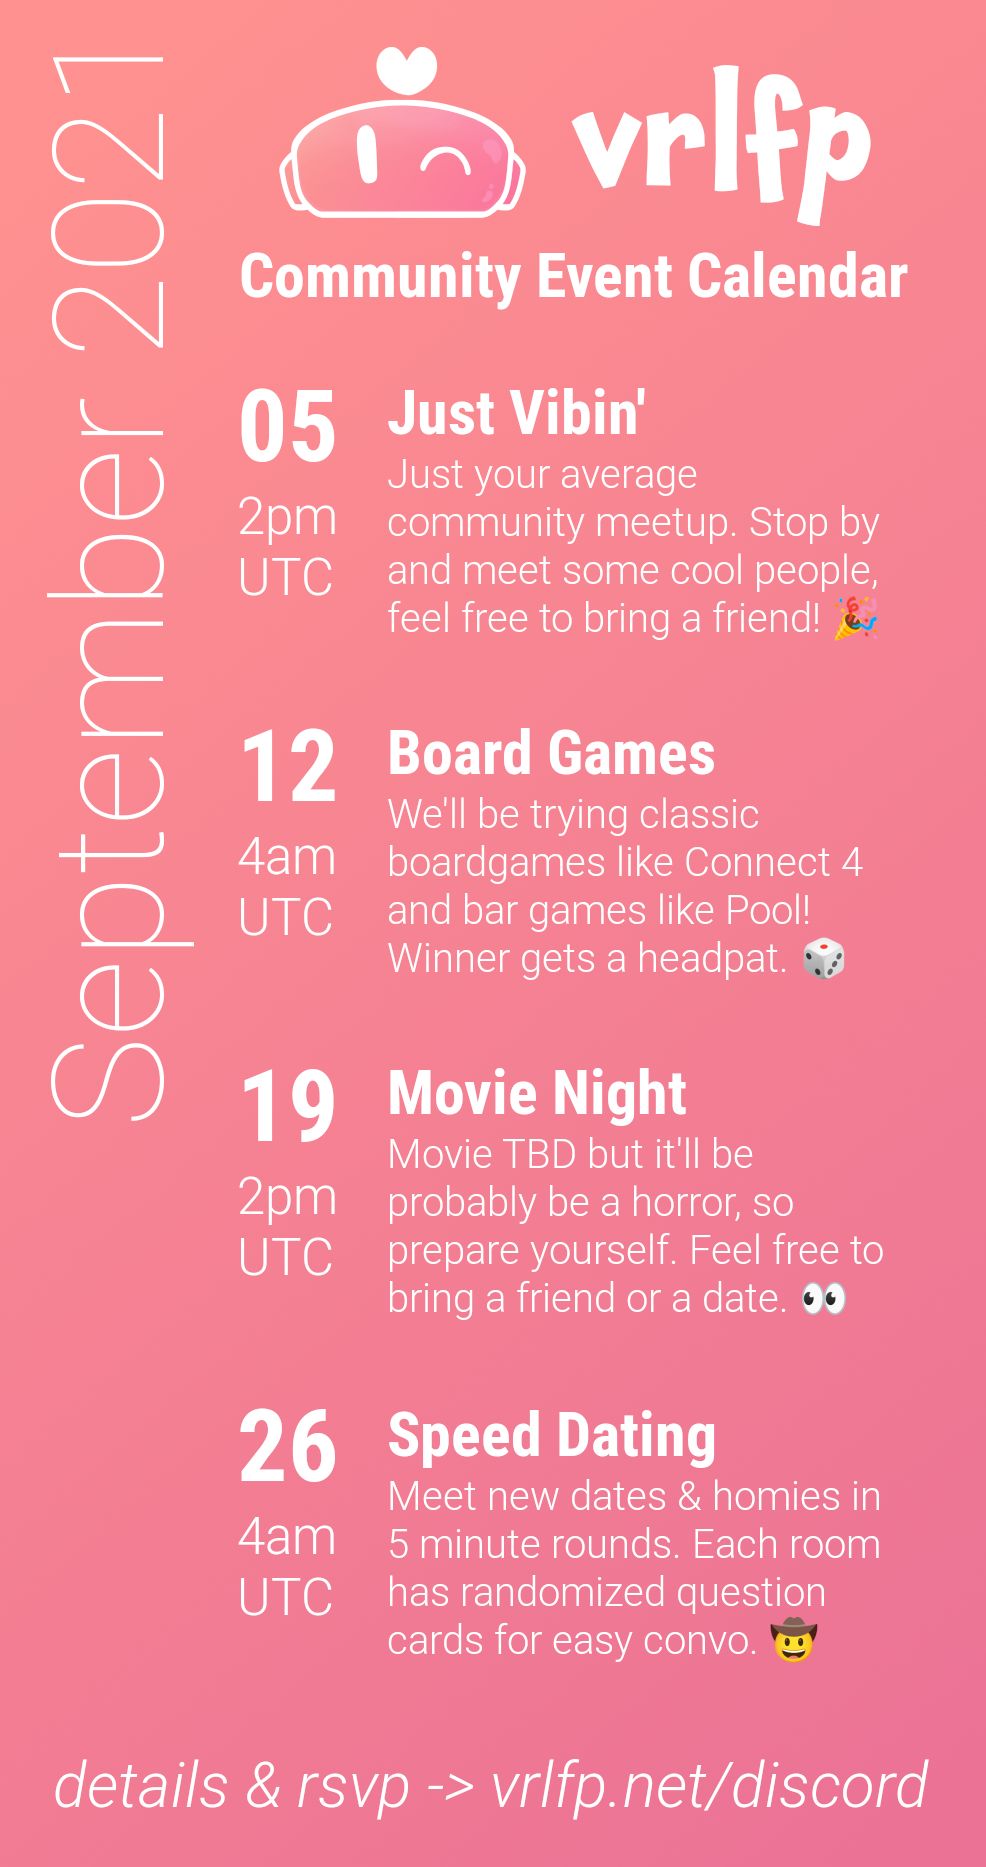 September 2021
vrlfp
Community Event Calendar
05
2pm
UTC
Just Vibin'
Just your average
community meetup. Stop by
and meet some cool people,
feel free to bring a friend! 🎉
12
4am
UTC
Board Games
We'll be trying classic
boardgames like Connect 4
and bar games like Pool!
Winner gets a headpat. 🎲
19
2pm
UTC
Movie Night
Movie TBD but it'll be
probably be a horror, so
prepare yourself. Feel free to
bring a friend or a date. 👀
26
4am
UTC
Speed Dating
Meet new dates & homies in
5 minute rounds. Each room
has randomized question
cards for easy convo. 🤠
details & rsvp -> vrlfp.net/discord